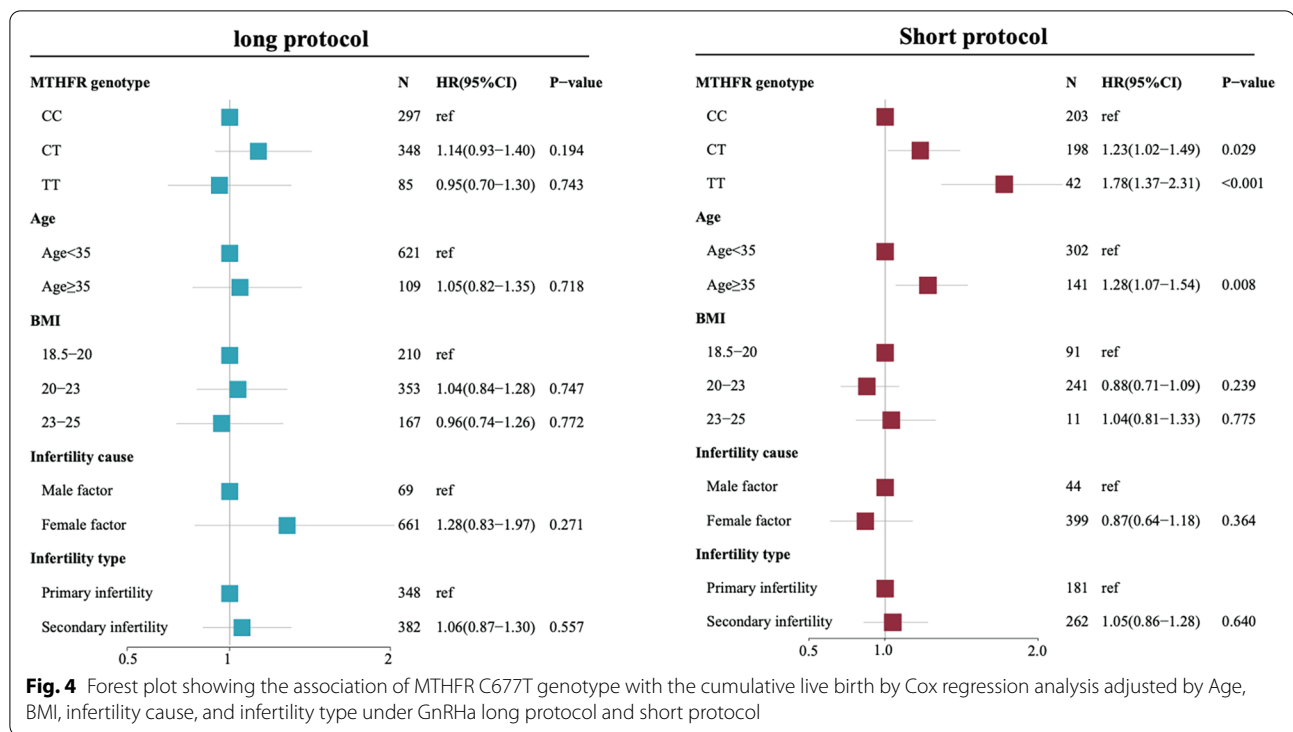 long protocol
MTHFR genotype N HR(95%CI) P−value
CC 297 ref
CT 348 1.14(0.93−1.40) 0.194
TT 85 0.95(0.70−1.30) 0.743
Age
Age<35 621 ref
Age≥35 109 1.05(0.82−1.35) 0.718
BMI
18.5−20 210 ref
20−23 353 1.04(0.84−1.28) 0.747
23−25 167 0.96(0.74−1.26) 0.772
Infertility cause
Male factor 69 ref
Female factor 661 1.28(0.83−1.97) 0.271
Infertility type
Primary infertility 348 ref
Secondary infertility 382 1.06(0.87−1.30) 0.557
0.5 1 2
Short protocol
MTHFR genotype N HR(95%CI) P−value
CC 203 ref
CT 198 1.23(1.02−1.49) 0.029
TT 42 1.78(1.37−2.31) <0.001
Age
Age<35 302 ref
Age≥35 141 1.28(1.07−1.54) 0.008
BMI
18.5−20 91 ref
20−23 241 0.88(0.71−1.09) 0.239
23−25 11 1.04(0.81−1.33) 0.775
Infertility cause
Male factor 44 ref
Female factor 399 0.87(0.64−1.18) 0.364
Infertility type
Primary infertility 181 ref
Secondary infertility 262 1.05(0.86−1.28) 0.640
0.5 1.0 2.0
Fig. 4 Forest plot showing the association of MTHFR C677T genotype with the cumulative live birth by Cox regression analysis adjusted by Age,
BMI, infertility cause, and infertility type under GnRHa long protocol and short protocol